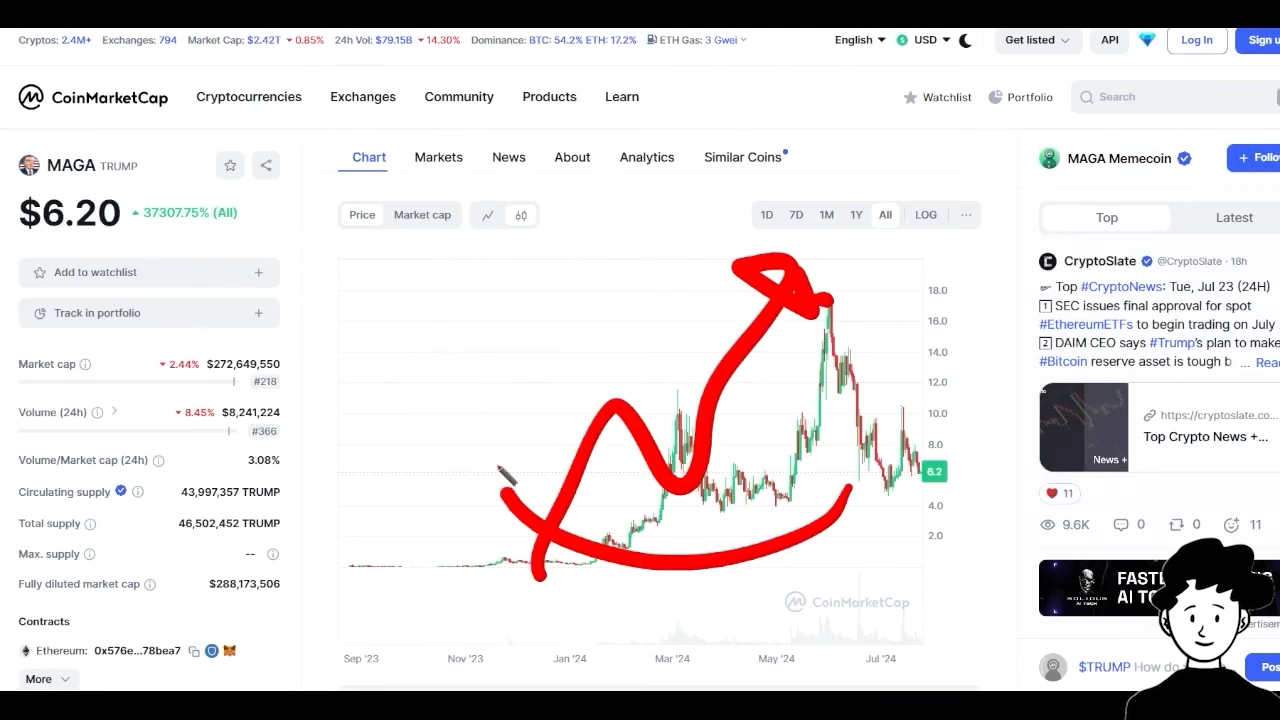 Cryptos: 2.4M+ Exchanges: 794 Market Cap: $2.42T 0.85% 24h Vol: $79.15B 14.30% Dominance: BTC: 54.2% ETH: 17.2% ETH Gas: 3 Gwei English USD Get listed API Log In Sign u
CoinMarketCap Cryptocurrencies Exchanges Community Products Learn Watchlist Portfolio Search
MAGA TRUMP
$6.20 37307.75% (All)
Add to watchlist +
Track in portfolio +
Market cap 2.44% $272,649,550
#218
Volume (24h) 8.45% $8,241,224
#366
Volume/Market cap (24h) 3.08%
Circulating supply 43,997,357 TRUMP
Total supply 46,502,452 TRUMP
Max. supply --
Fully diluted market cap $288,173,506
Contracts
Ethereum: 0x576e...78bea7
More
Chart Markets News About Analytics Similar Coins
Price Market cap 1D 7D 1M 1Y All LOG ...
18.0
16.0
14.0
12.0
10.0
8.0
6.2
4.0
2.0
CoinMarketCap
Sep '23 Nov '23 Jan '24 Mar '24 May '24 Jul '24
MAGA Memecoin + Follo
Top Latest
CryptoSlate @CryptoSlate · 18h
Top #CryptoNews: Tue, Jul 23 (24H)
1 SEC issues final approval for spot
#EthereumETFs to begin trading on July
2 DAIM CEO says #Trump's plan to make
#Bitcoin reserve asset is tough b ... Rea
https://cryptoslate.co...
Top Crypto News +...
News +
11
9.6K 0 0 11
SOLIDUS
AI TECH
FAST
AI TO
ertisem
$TRUMP How do Pos